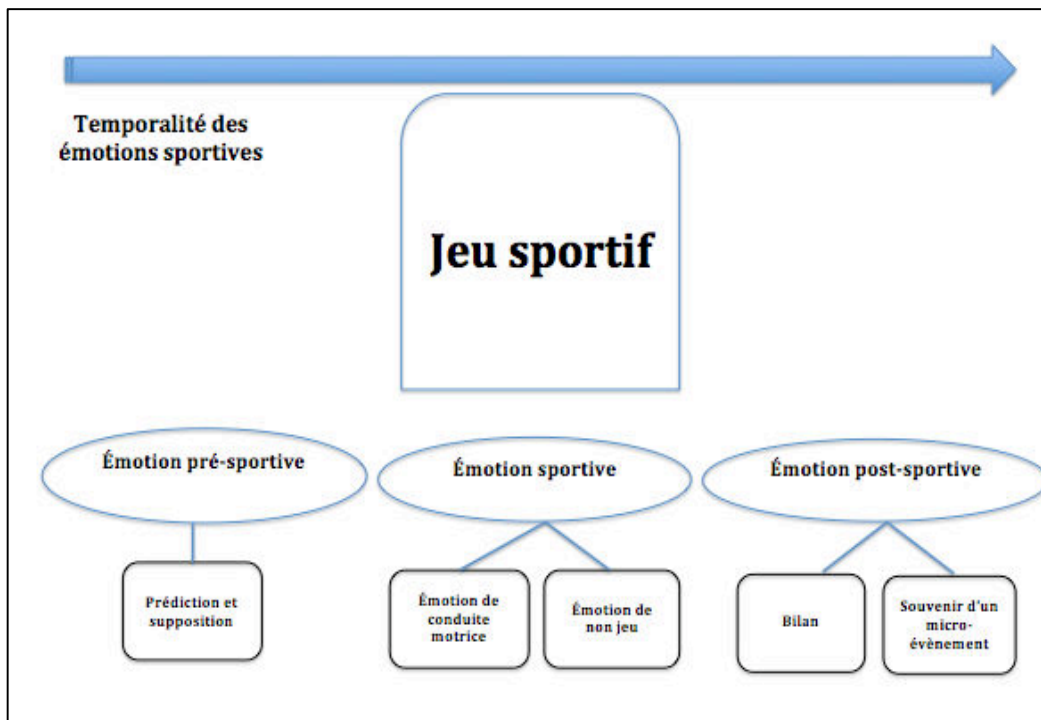 Temporalité des
émotions sportives
Jeu sportif
Émotion pré-sportive
Émotion sportive
Émotion post-sportive
Prédiction et
supposition
Émotion de
conduite
motrice
Émotion de
non jeu
Bilan
Souvenir d'un
micro-
évènement